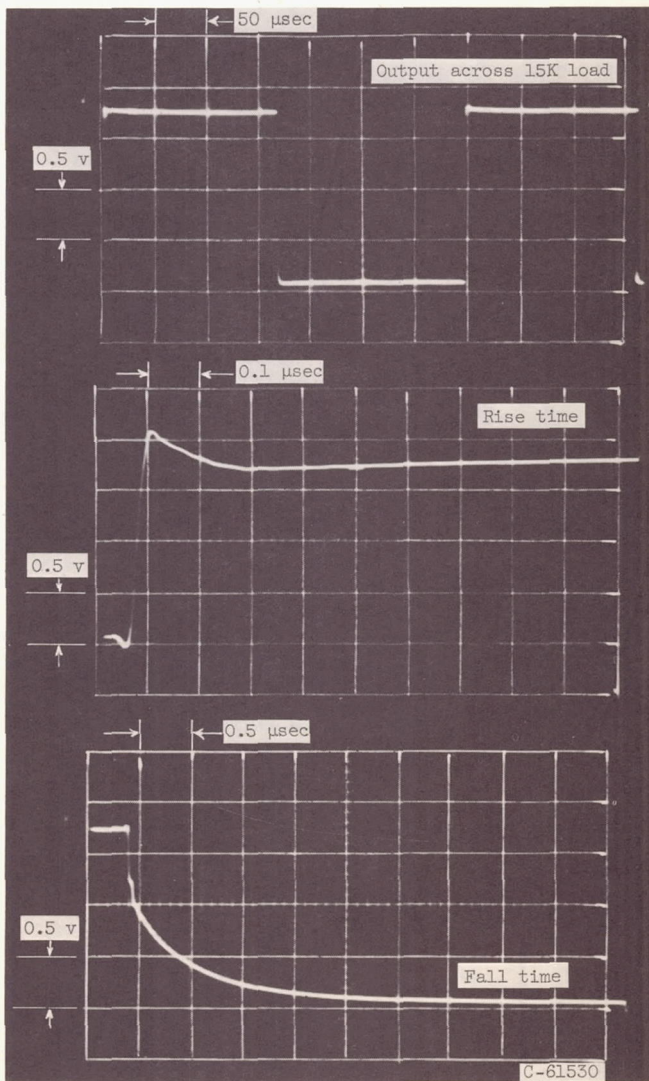 50 μsec
Output across 15K load
0.5 v
0.1 μsec
Rise time
0.5 v
0.5 μsec
0.5 v
Fall time
C-61530